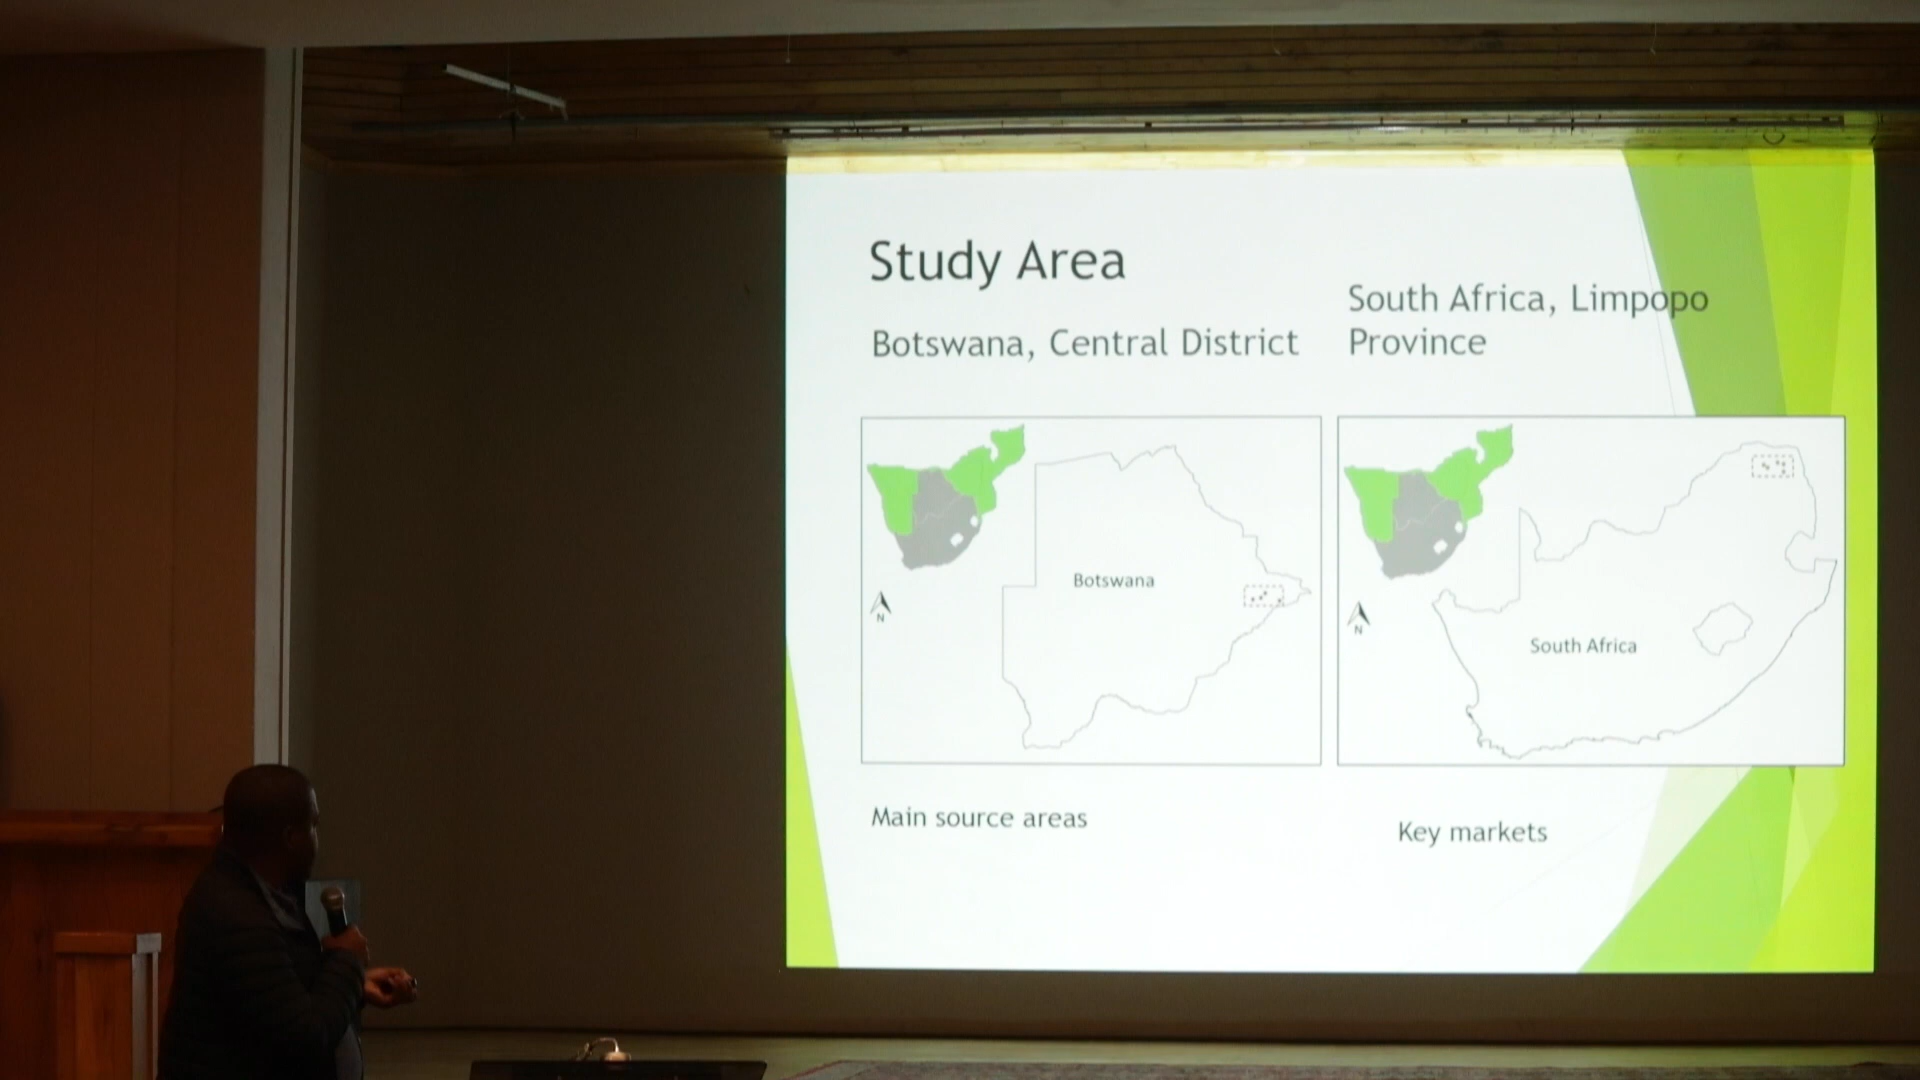 Study Area
Botswana, Central District
South Africa, Limpopo
Province
Botswana
N
South Africa
N
Main source areas
Key markets